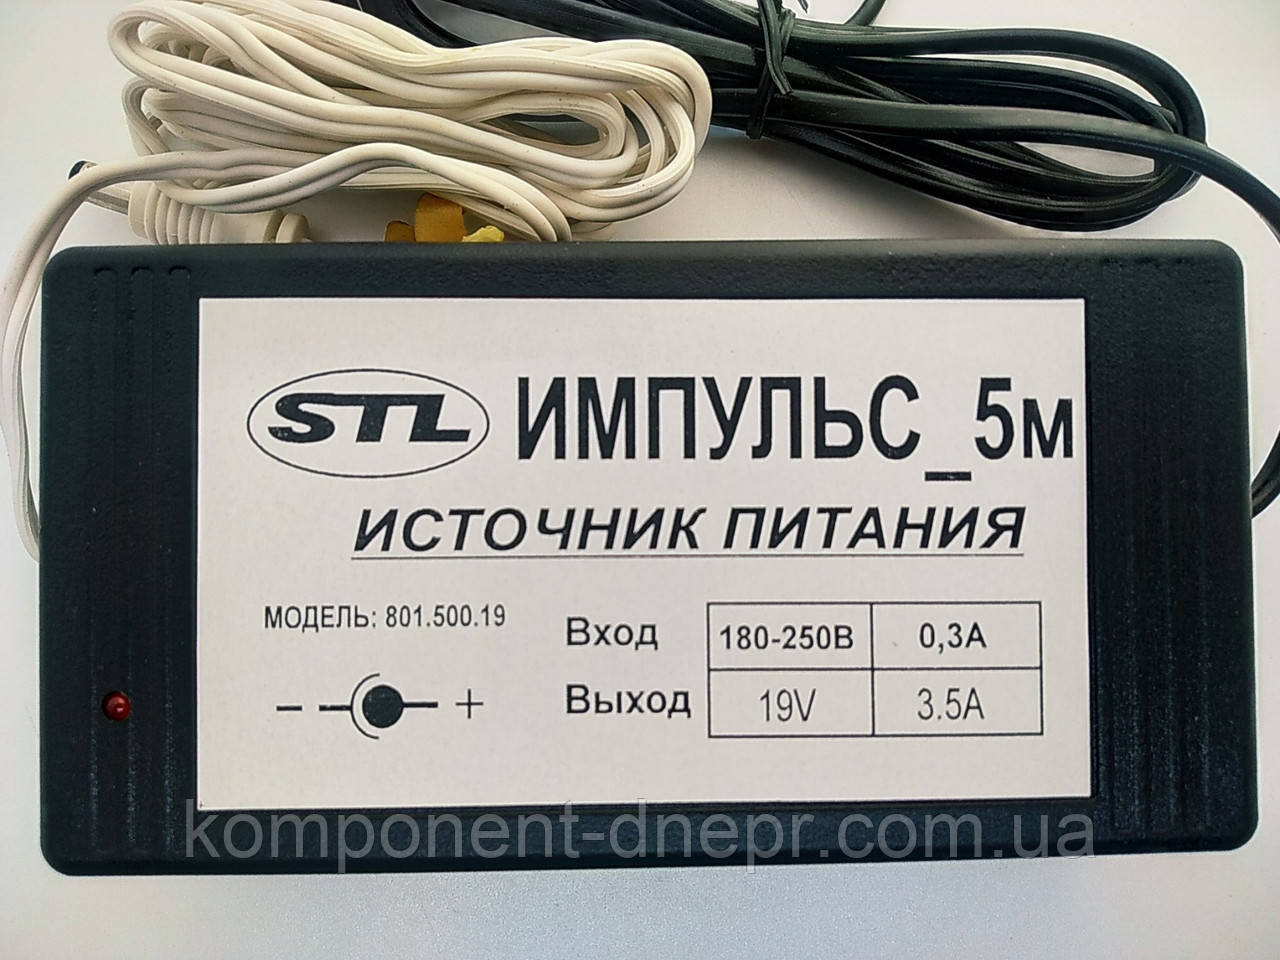 STL ИМПУЛЬС_5м
ИСТОЧНИК ПИТАНИЯ
МОДЕЛЬ: 801.500.19
Вход 180-250В 0,3А
Выход 19V 3.5A
− +
komponent-dnepr.com.ua